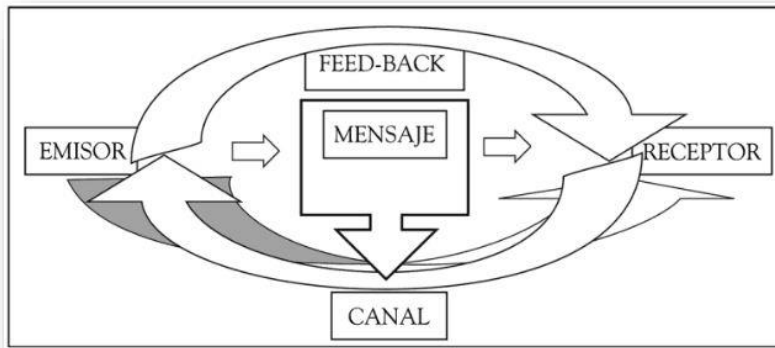 FEED-BACK
EMISOR
MENSAJE
RECEPTOR
CANAL